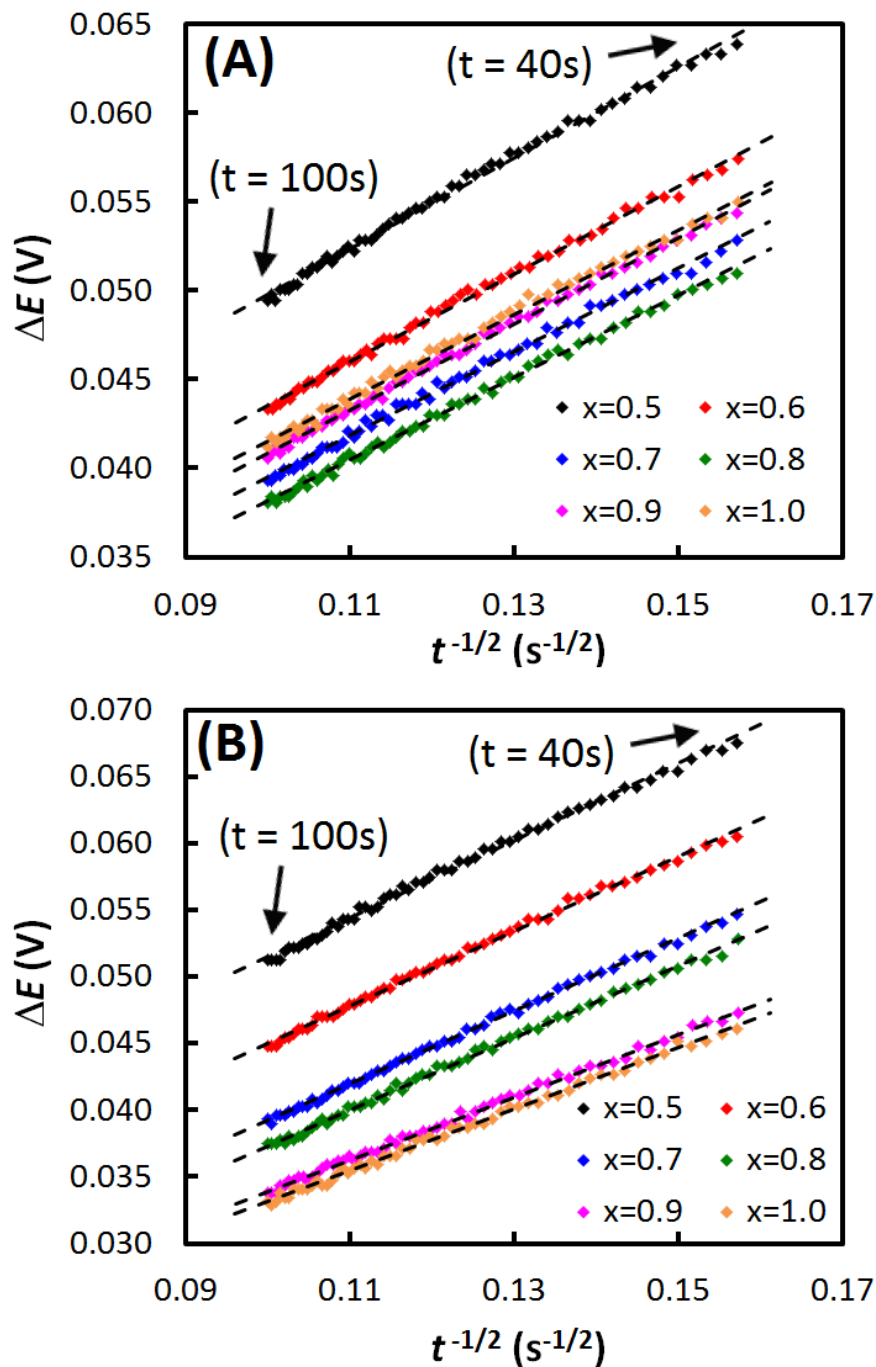 (A)
(t = 40s)
(t = 100s)
0.065
0.060
0.055
0.050
0.045
0.040
0.035
ΔE (V)
x=0.5 x=0.6
x=0.7 x=0.8
x=0.9 x=1.0
0.09 0.11 0.13 0.15 0.17
t -1/2 (s-1/2)
(B)
(t = 40s)
(t = 100s)
0.070
0.065
0.060
0.055
0.050
0.045
0.040
0.035
0.030
ΔE (V)
x=0.5 x=0.6
x=0.7 x=0.8
x=0.9 x=1.0
0.09 0.11 0.13 0.15 0.17
t -1/2 (s-1/2)